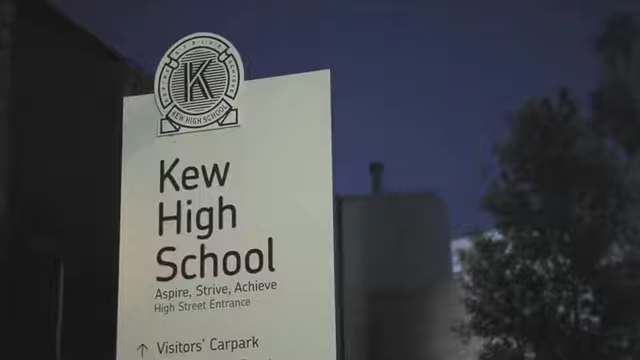 K
KEW HIGH SCHOOL
Kew
High
School
Aspire, Strive, Achieve
High Street Entrance
↑ Visitors' Carpark